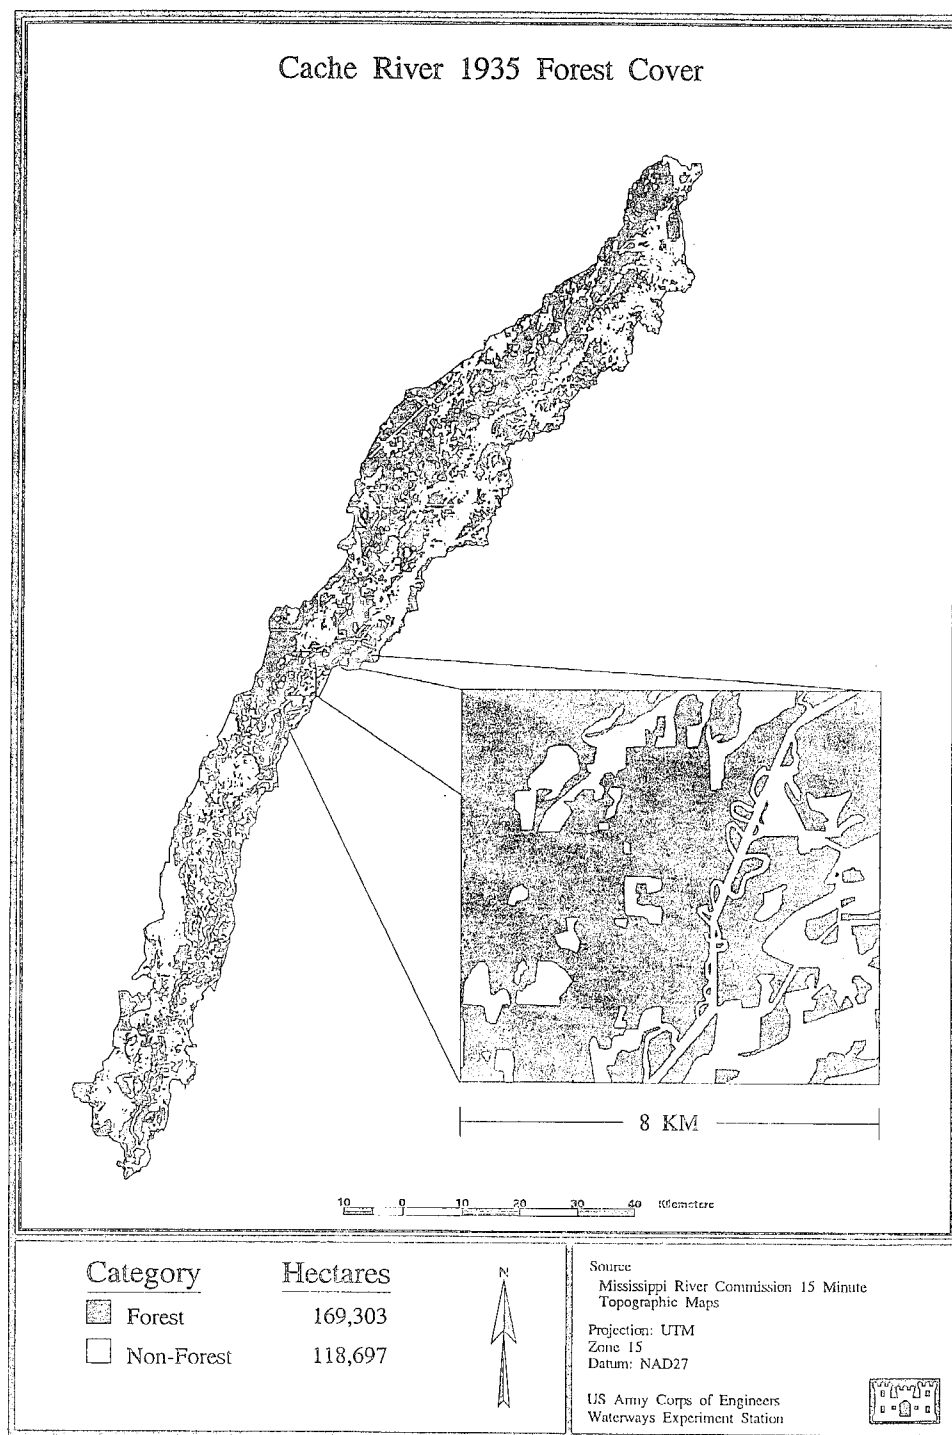 Cache River 1935 Forest Cover
8 KM
10 0 10 20 30 40 Kilometers
Category Hectares
Forest 169,303
Non-Forest 118,697
N
Source
Mississippi River Commission 15 Minute
Topographic Maps
Projection: UTM
Zone 15
Datum: NAD27
US Army Corps of Engineers
Waterways Experiment Station